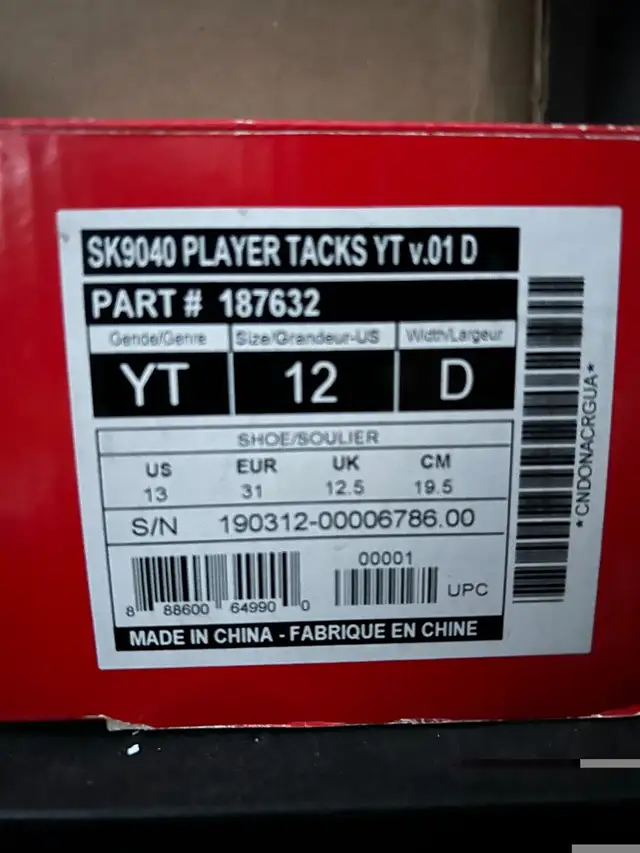 SK9040 PLAYER TACKS YT v.01 D
PART # 187632
Gende/Genre Size/Grandeur-US Width/Largeur
YT 12 D
SHOE/SOULIER
US EUR UK CM
13 31 12.5 19.5
S/N 190312-00006786.00
00001
8 88600 64990 0 UPC
MADE IN CHINA - FABRIQUE EN CHINE
*CNDONACRGUA*